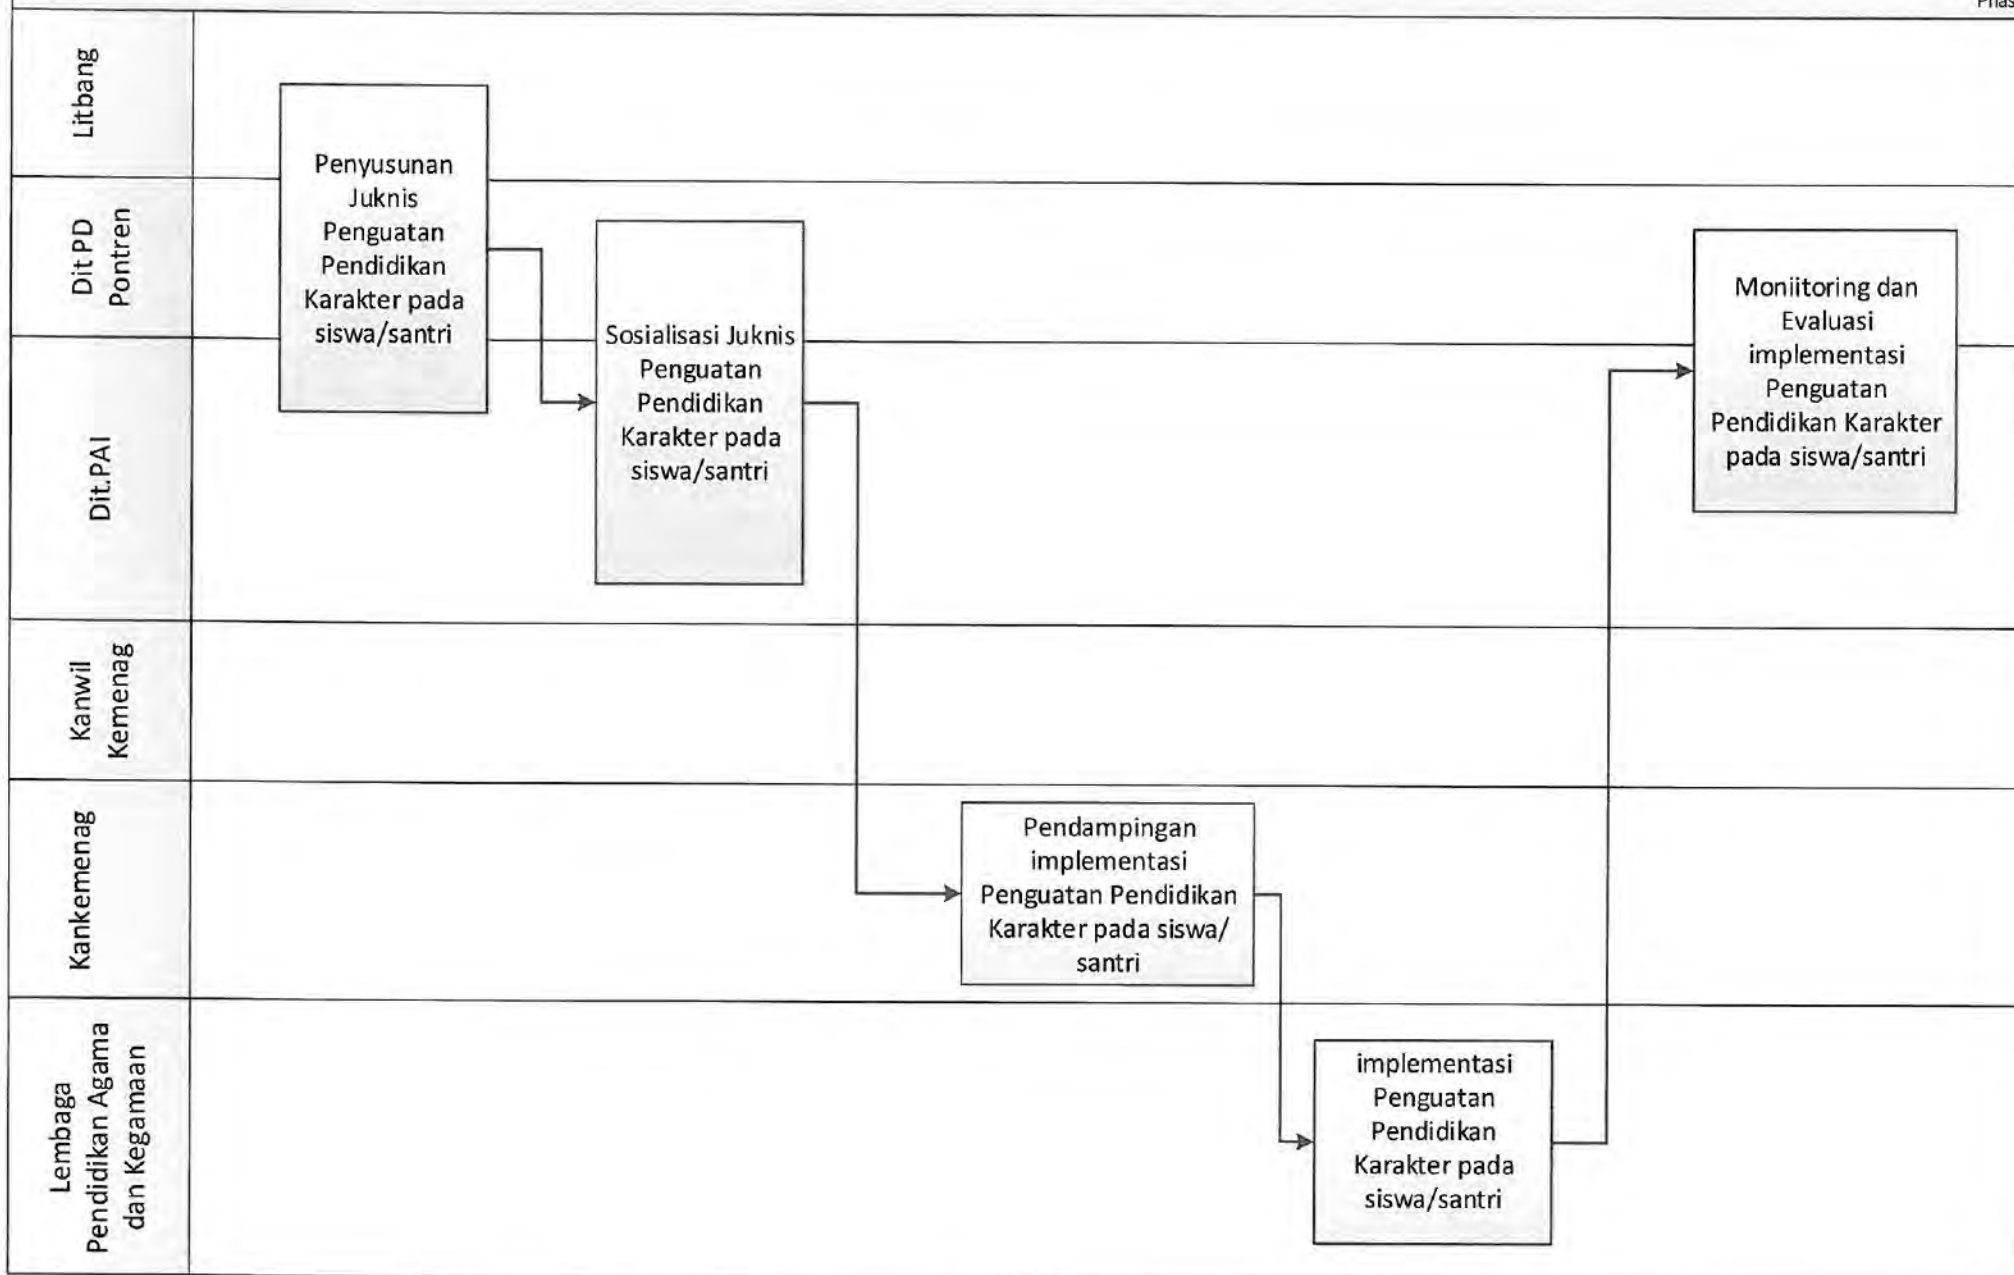 Phas
Litbang
Dit PD
Pontren
Dit.PAI
Kanwil
Kemenag
Kankemenag
Lembaga
Pendidikan Agama
dan Kegamaan
Penyusunan
Juknis
Penguatan
Pendidikan
Karakter pada
siswa/santri
Sosialisasi Juknis
Penguatan
Pendidikan
Karakter pada
siswa/santri
Pendampingan
implementasi
Penguatan Pendidikan
Karakter pada siswa/
santri
implementasi
Penguatan
Pendidikan
Karakter pada
siswa/santri
Moniitoring dan
Evaluasi
implementasi
Penguatan
Pendidikan Karakter
pada siswa/santri